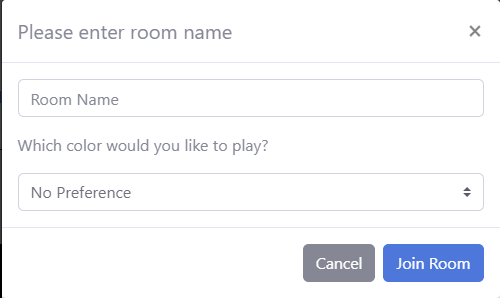 Please enter room name
×
Room Name
Which color would you like to play?
No Preference
Cancel Join Room